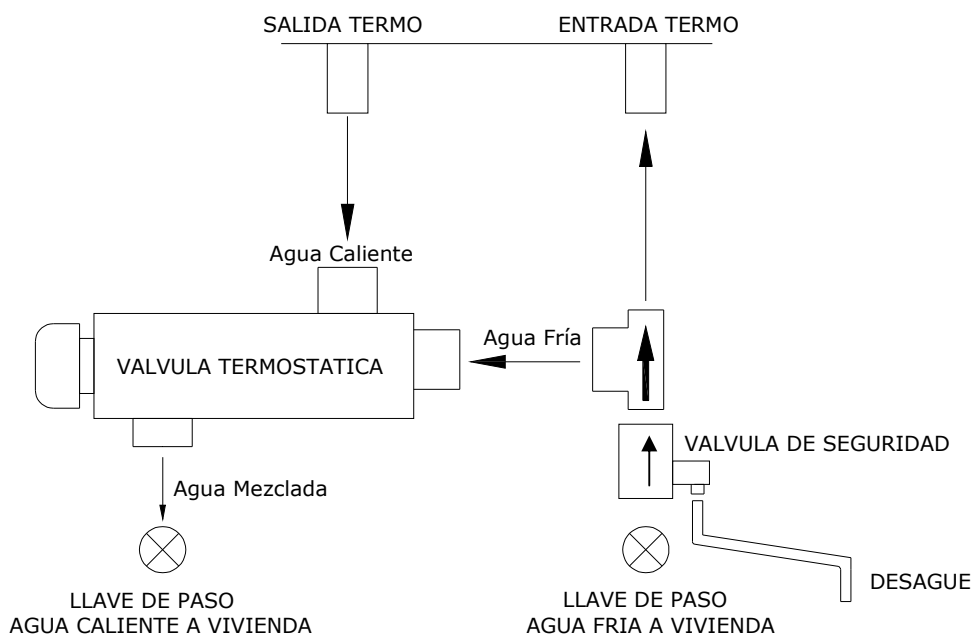 SALIDA TERMO
ENTRADA TERMO
Agua Caliente
Agua Fría
VALVULA TERMOSTATICA
VALVULA DE SEGURIDAD
Agua Mezclada
DESAGUE
LLAVE DE PASO
AGUA CALIENTE A VIVIENDA
LLAVE DE PASO
AGUA FRIA A VIVIENDA